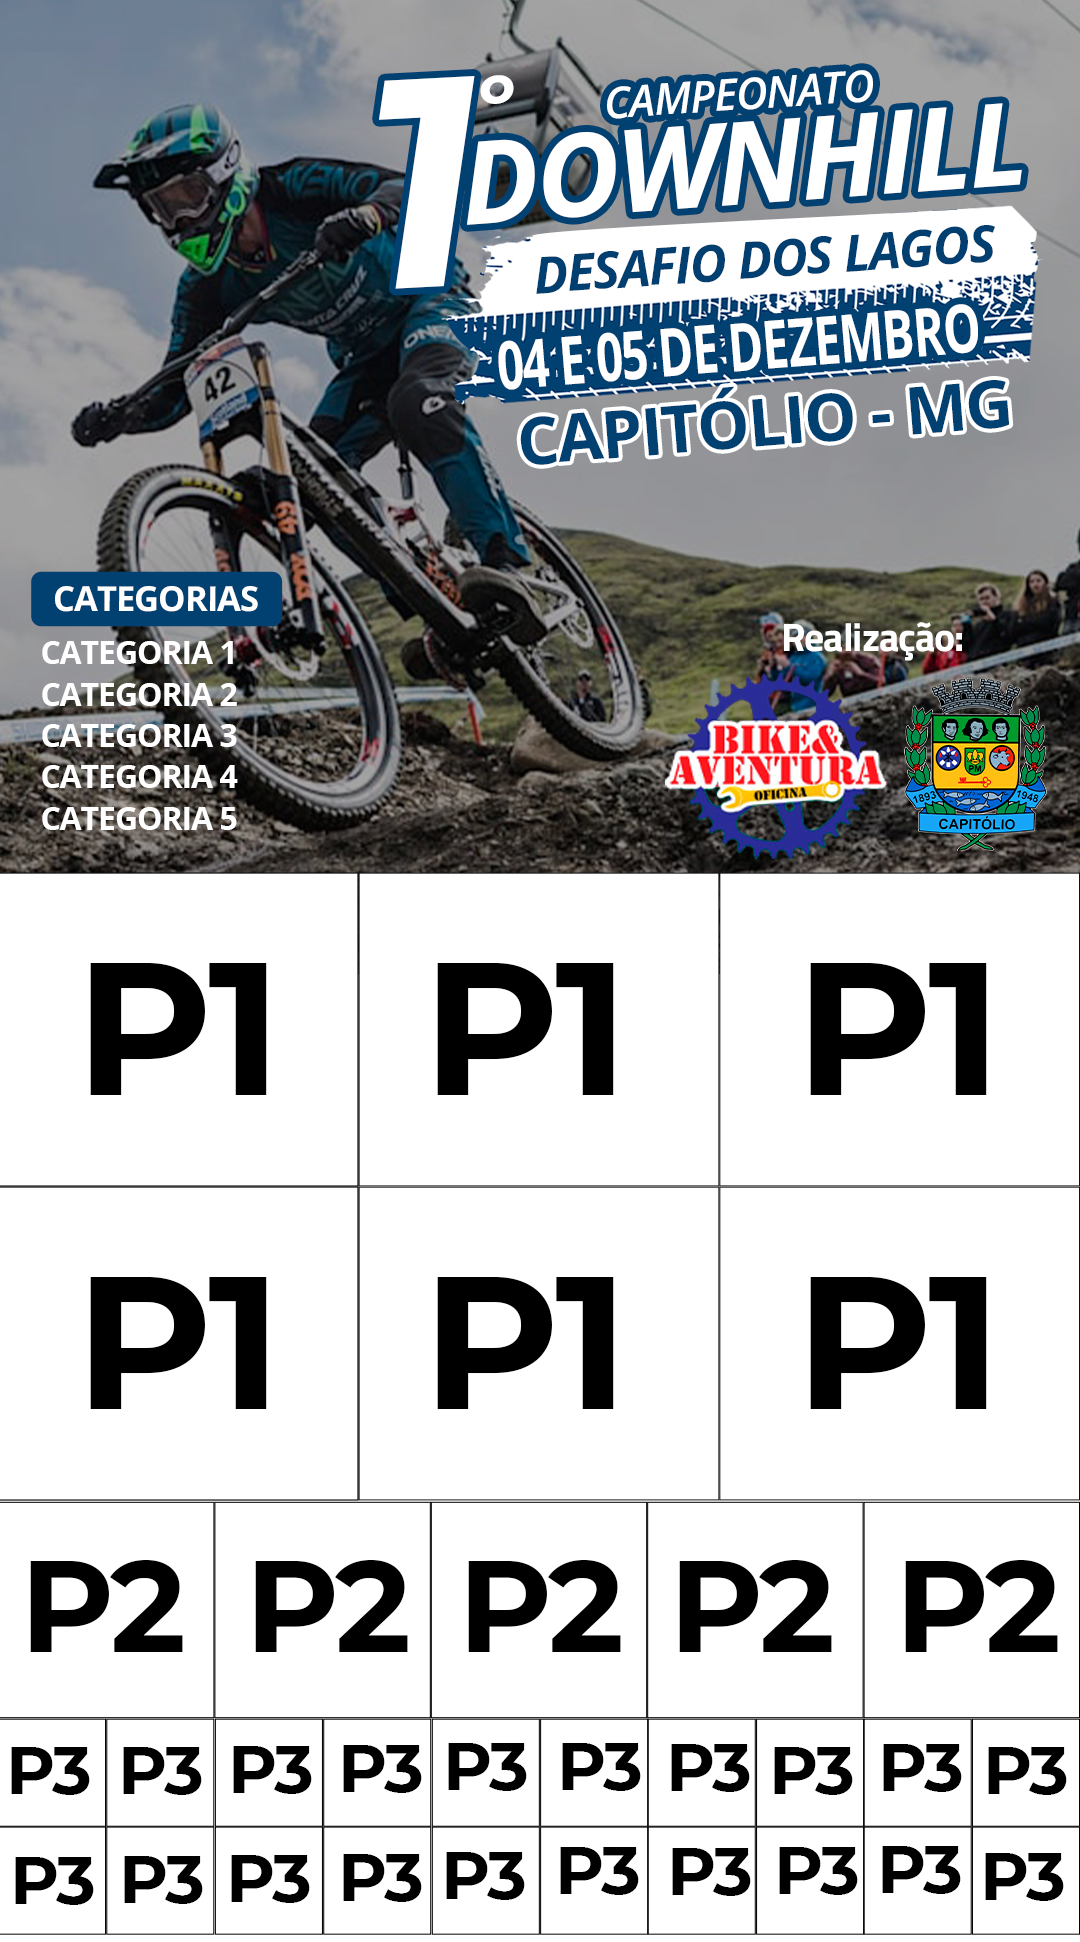 1º
CAMPEONATO
DOWNHILL
DESAFIO DOS LAGOS
04 E 05 DE DEZEMBRO
CAPITÓLIO - MG
42
MAXXIS
CATEGORIAS
CATEGORIA 1
CATEGORIA 2
CATEGORIA 3
CATEGORIA 4
CATEGORIA 5
Realização:
BIKE&
AVENTURA
OFICINA
PM
1893 1948
CAPITÓLIO
P1 P1 P1
P1 P1 P1
P2 P2 P2 P2 P2
P3 P3 P3 P3 P3 P3 P3 P3 P3 P3
P3 P3 P3 P3 P3 P3 P3 P3 P3 P3